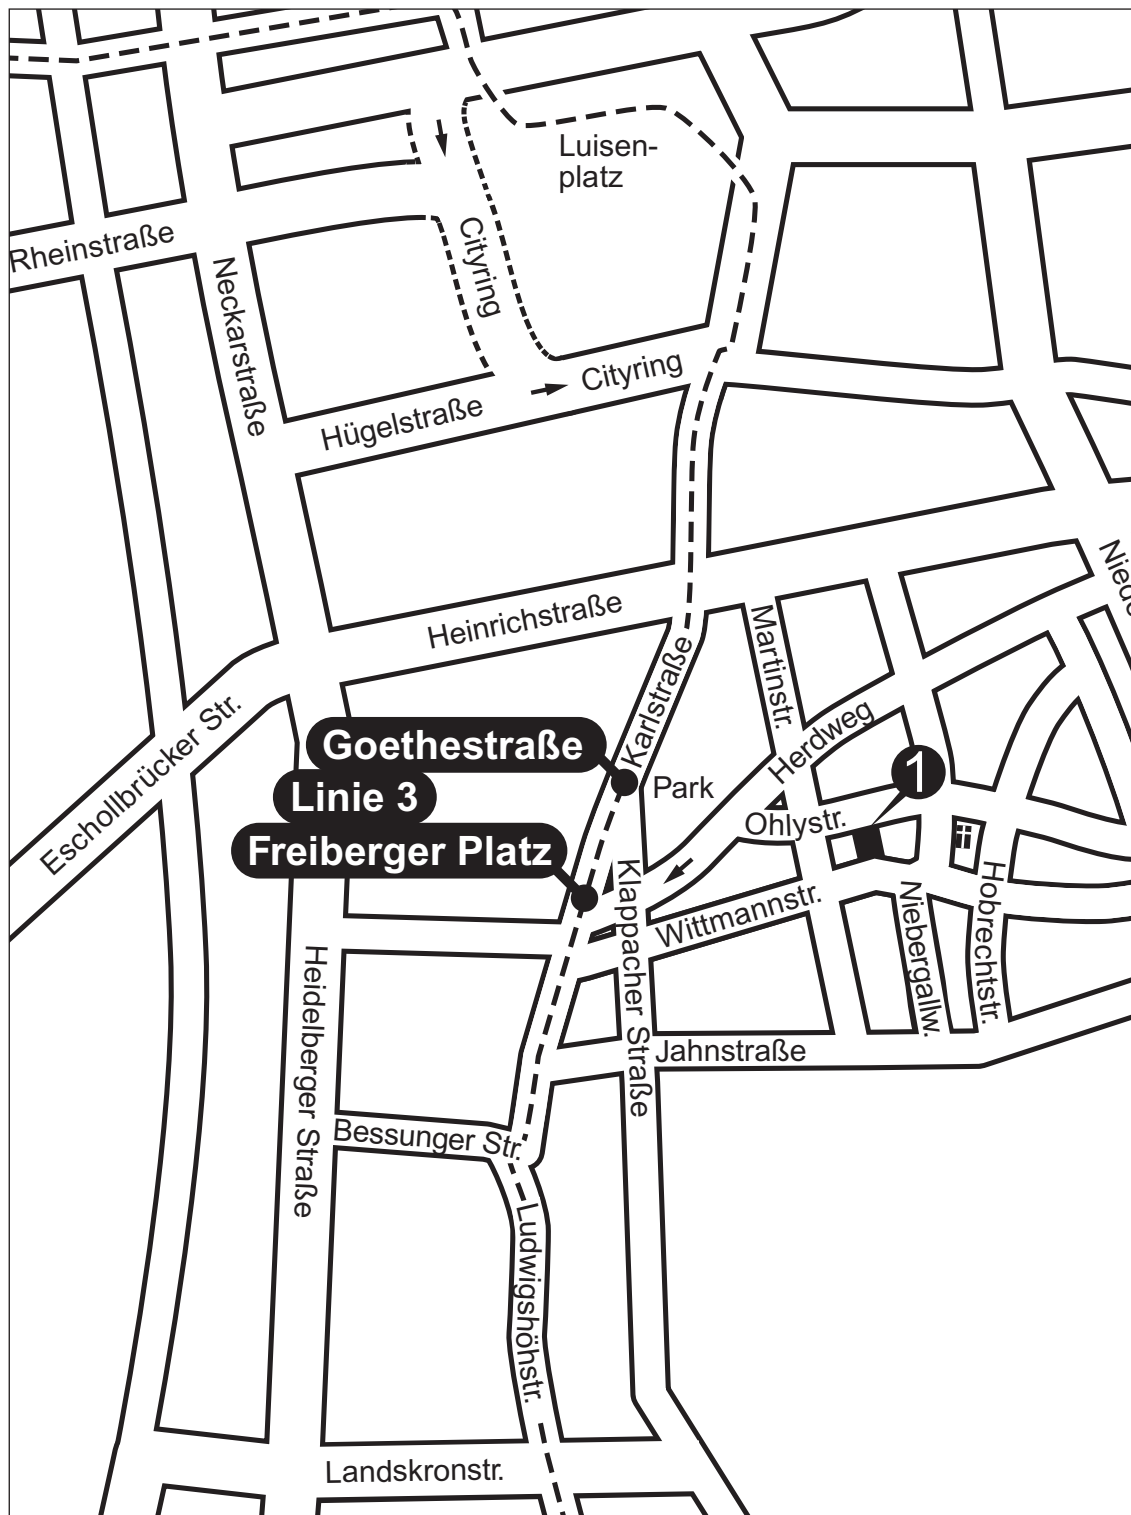 Luisen-
platz
Rheinstraße
Cityring
Neckarstraße
Cityring
Hügelstraße
Heinrichstraße
Martinstr.
Karlstraße
Eschollbrücker Str.
Herdweg
Goethestraße
Linie 3
Freiberger Platz
Park
1
Ohlystr.
Klappacher Straße
Wittmannstr.
Niebergallw.
Hobrechtstr.
Heidelberger Straße
Jahnstraße
Bessunger Str.
Ludwigshöhstr.
Landskronstr.